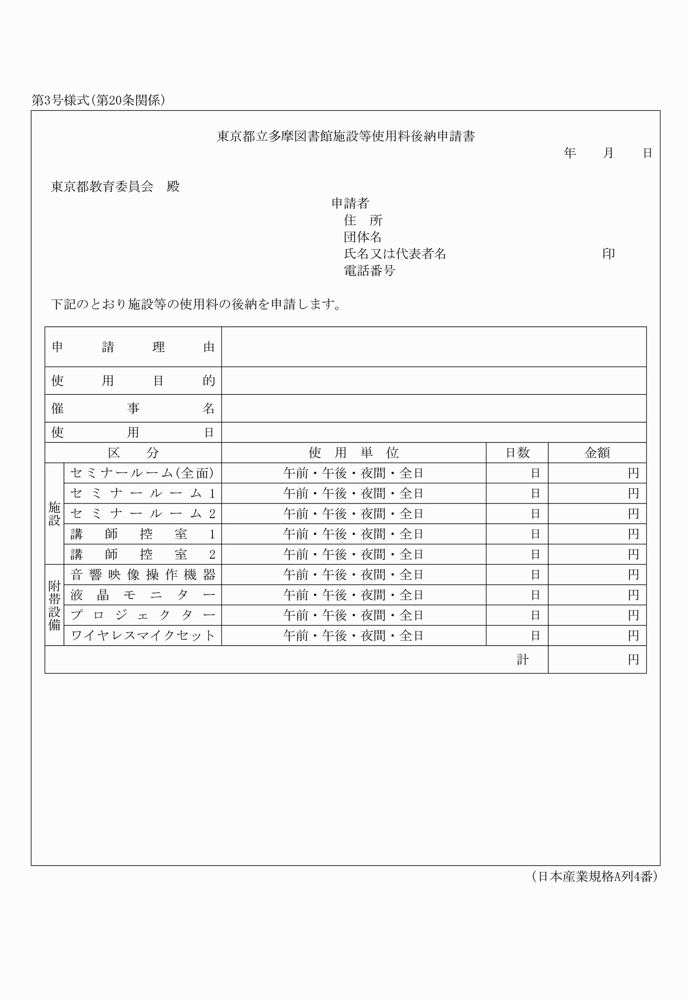 第3号様式(第20条関係)
東京都立多摩図書館施設等使用料後納申請書
年　月　日
東京都教育委員会　殿
申請者
住　所
団体名
氏名又は代表者名　印
電話番号
下記のとおり施設等の使用料の後納を申請します。
申請理由
使用目的
催事名
使用日
区　分　使用単位　日数　金額
施設
セミナールーム(全面)　午前・午後・夜間・全日　日　円
セミナールーム1　午前・午後・夜間・全日　日　円
セミナールーム2　午前・午後・夜間・全日　日　円
講師控室1　午前・午後・夜間・全日　日　円
講師控室2　午前・午後・夜間・全日　日　円
附帯設備
音響映像操作機器　午前・午後・夜間・全日　日　円
液晶モニター　午前・午後・夜間・全日　日　円
プロジェクター　午前・午後・夜間・全日　日　円
ワイヤレスマイクセット　午前・午後・夜間・全日　日　円
計　円
(日本産業規格A列4番)